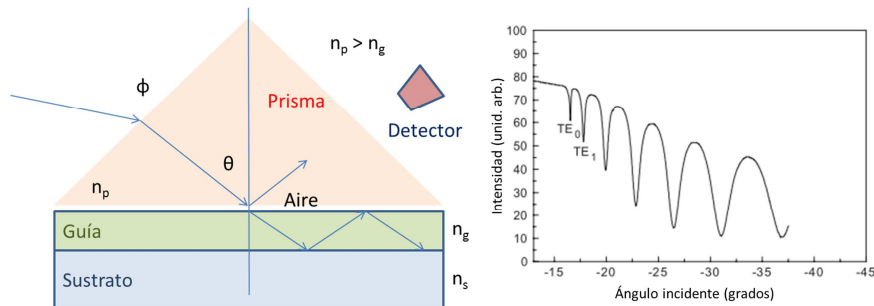 ϕ
n_p > n_g
Prisma
Detector
θ
n_p
Aire
Guía
n_g
Sustrato
n_s
Intensidad (unid. arb.)
100
90
80
70
60
50
40
30
20
10
0
TE_0
TE_1
-15
-20
-25
-30
-35
-40
-45
Ángulo incidente (grados)